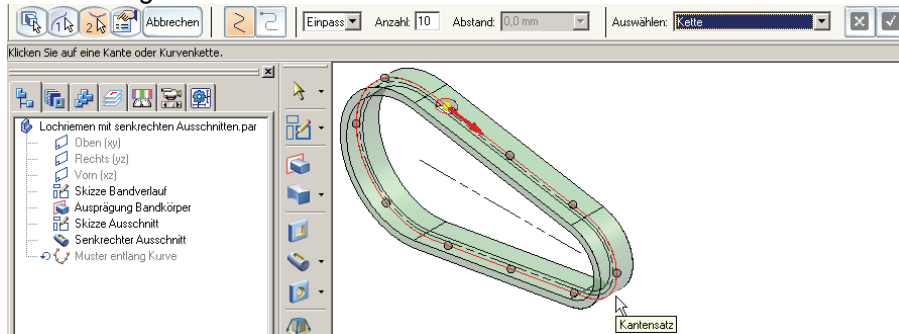 Abbrechen Einpass Anzahl: 10 Abstand: 0,0 mm Auswählen: Kette
Klicken Sie auf eine Kante oder Kurvenkette.
Lochriemen mit senkrechten Ausschnitten.par
Oben (xy)
Rechts (yz)
Vorn (xz)
Skizze Bandverlauf
Ausprägung Bandkörper
Skizze Ausschnitt
Senkrechter Ausschnitt
Muster entlang Kurve
Kantensatz